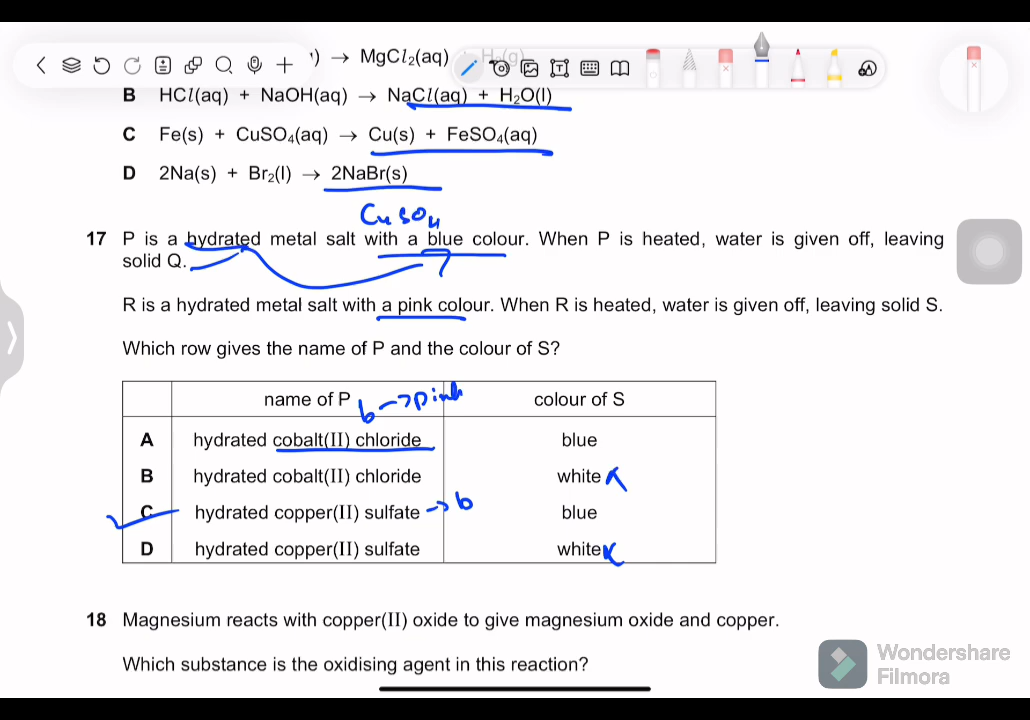 → MgCl₂(aq) + H₂(g)
B HCl(aq) + NaOH(aq) → NaCl(aq) + H₂O(l)
C Fe(s) + CuSO₄(aq) → Cu(s) + FeSO₄(aq)
D 2Na(s) + Br₂(l) → 2NaBr(s)
CuSO₄
17 P is a hydrated metal salt with a blue colour. When P is heated, water is given off, leaving
solid Q.
R is a hydrated metal salt with a pink colour. When R is heated, water is given off, leaving solid S.
Which row gives the name of P and the colour of S?
name of P b → pink colour of S
A hydrated cobalt(II) chloride blue
B hydrated cobalt(II) chloride white
C hydrated copper(II) sulfate → b blue
D hydrated copper(II) sulfate white
18 Magnesium reacts with copper(II) oxide to give magnesium oxide and copper.
Which substance is the oxidising agent in this reaction?
Wondershare
Filmora